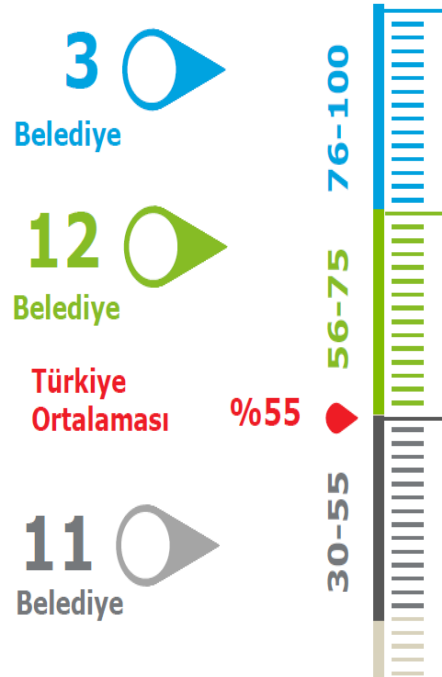 3
Belediye
76-100
12
Belediye
56-75
Türkiye
Ortalaması
%55
11
Belediye
30-55